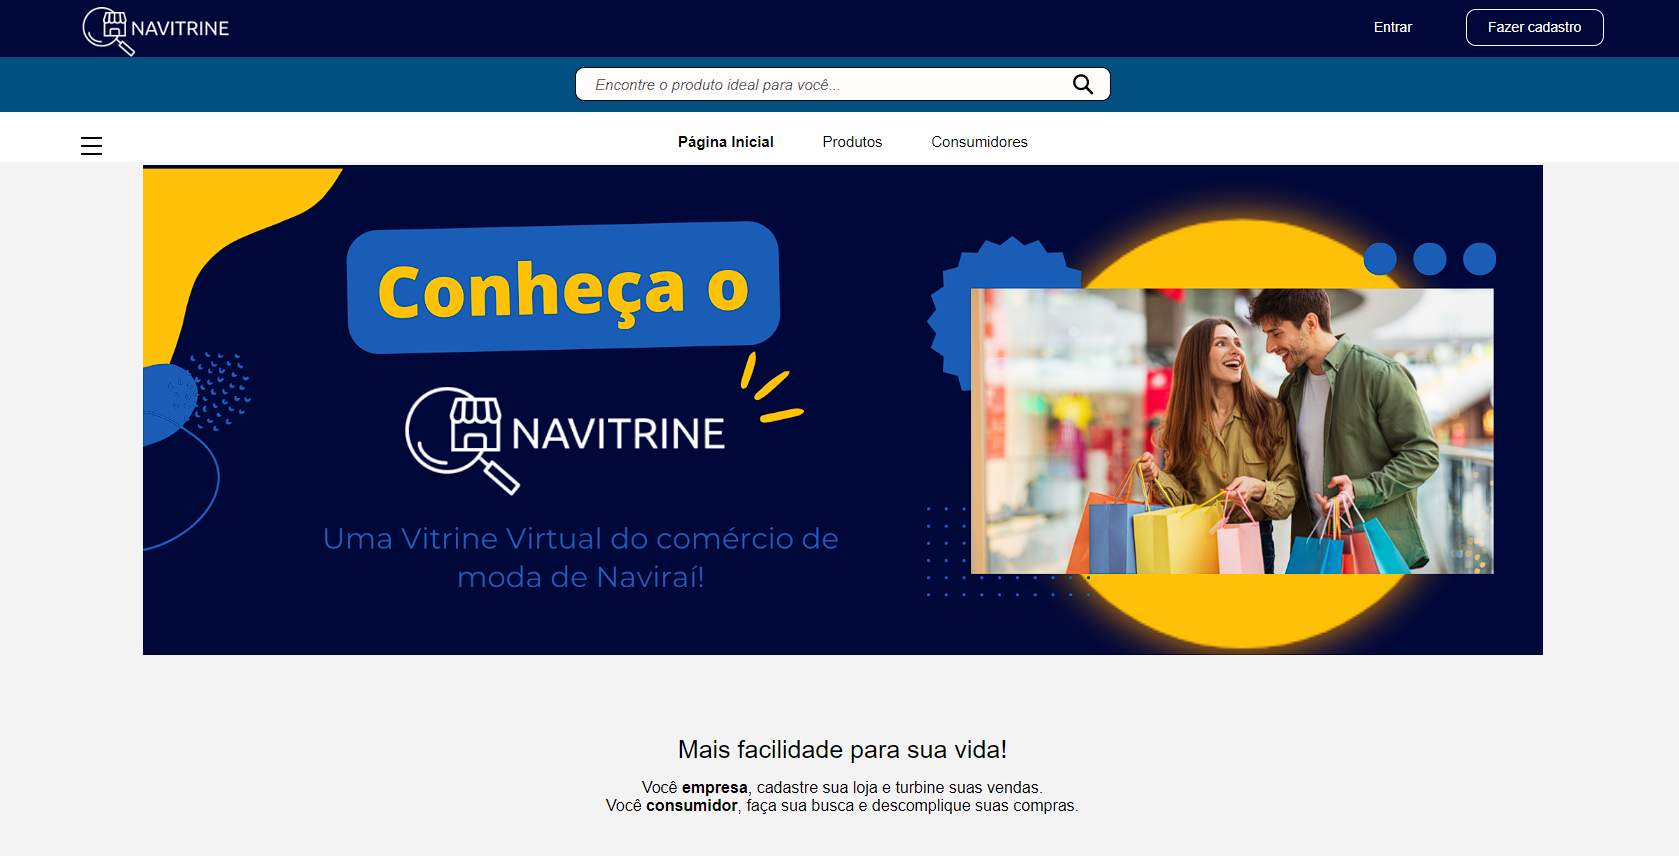 NAVITRINE
Entrar
Fazer cadastro
Encontre o produto ideal para você...
Página Inicial
Produtos
Consumidores
Conheça o
NAVITRINE
Uma Vitrine Virtual do comércio de
moda de Naviraí!
Mais facilidade para sua vida!
Você empresa, cadastre sua loja e turbine suas vendas.
Você consumidor, faça sua busca e descomplique suas compras.